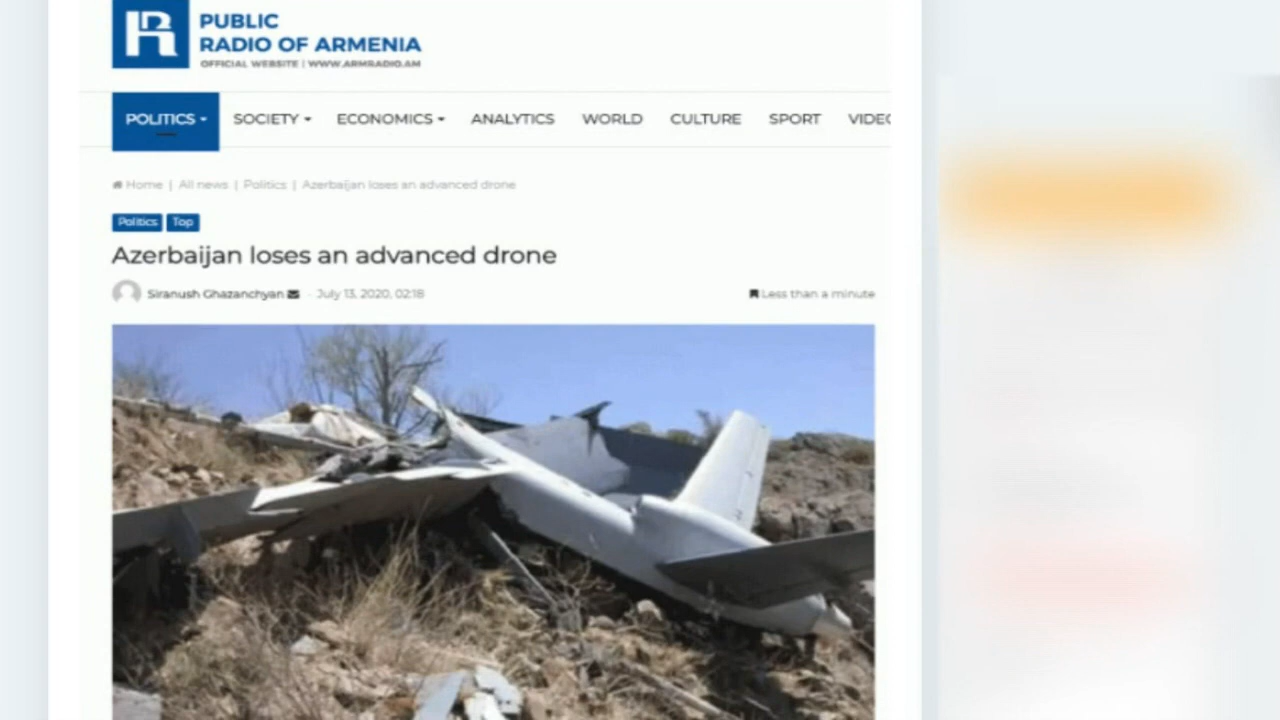 PUBLIC
RADIO OF ARMENIA
OFFICIAL WEBSITE | WWW.ARMRADIO.AM
POLITICS SOCIETY ECONOMICS ANALYTICS WORLD CULTURE SPORT VIDEO
Home | All news | Politics | Azerbaijan loses an advanced drone
Politics Top
Azerbaijan loses an advanced drone
Siranush Ghazanchyan · July 13, 2020, 02:18 Less than a minute